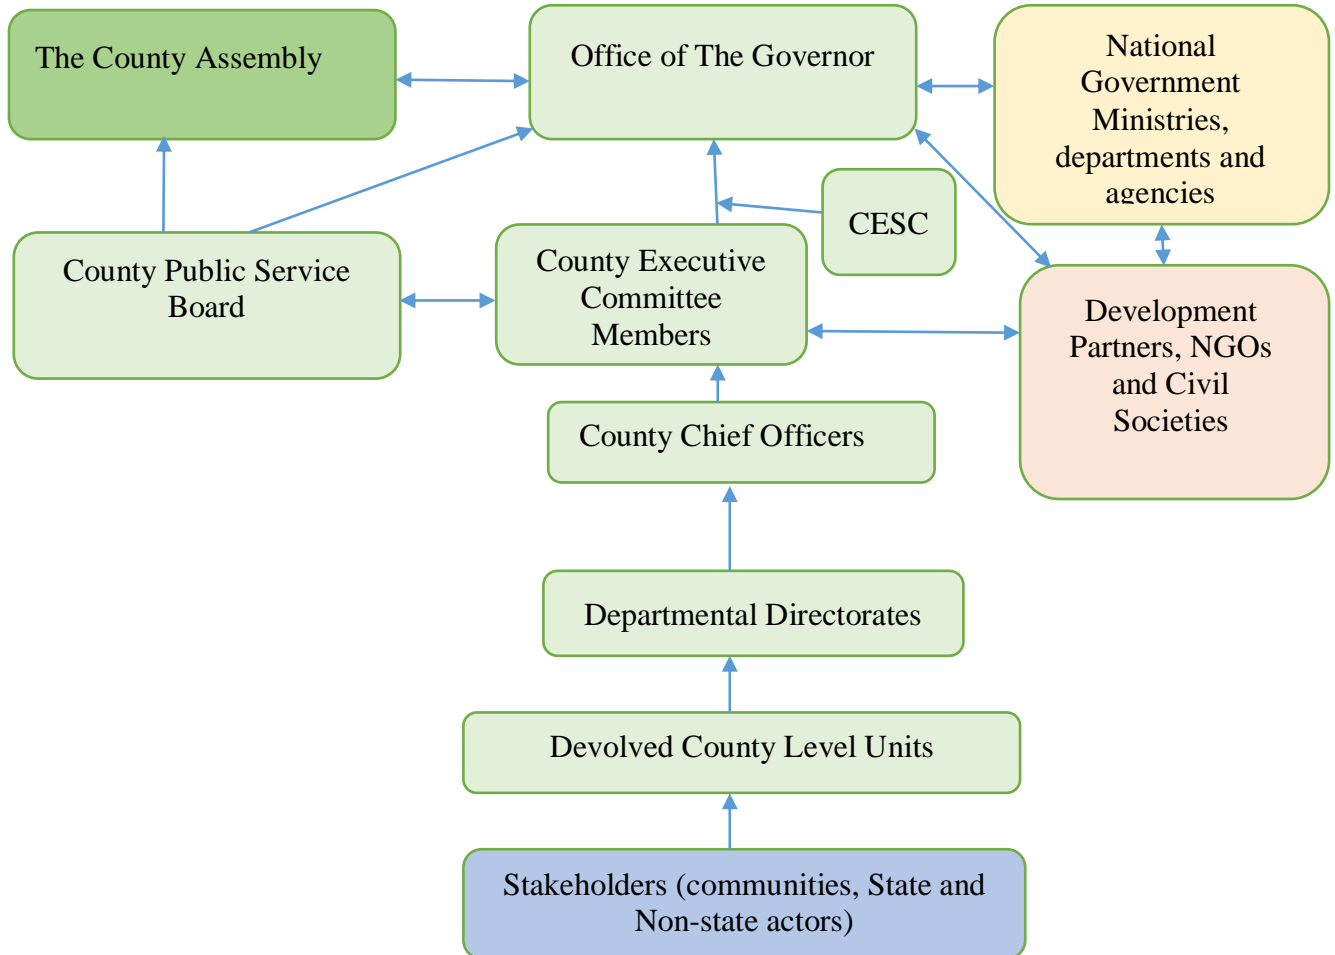 The County Assembly
Office of The Governor
National
Government
Ministries,
departments and
agencies
CESC
County Public Service
Board
County Executive
Committee
Members
Development
Partners, NGOs
and Civil
Societies
County Chief Officers
Departmental Directorates
Devolved County Level Units
Stakeholders (communities, State and
Non-state actors)